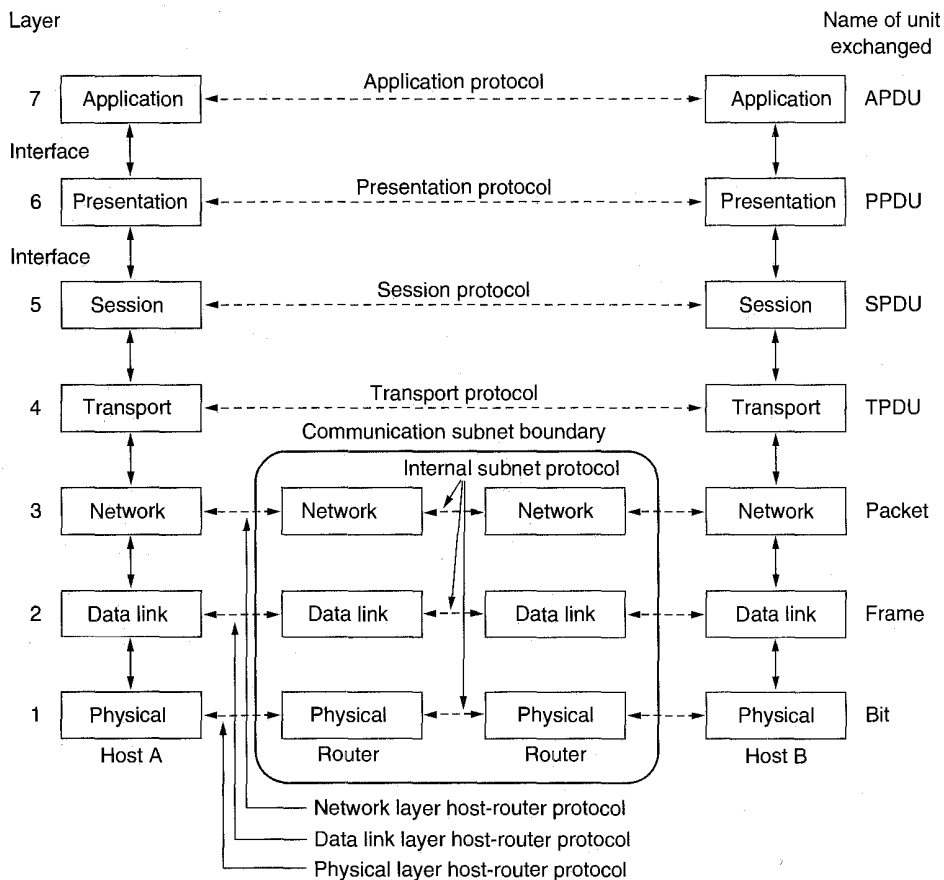 Layer
Name of unit
exchanged
Application protocol
7 Application Application APDU
Interface
Presentation protocol
6 Presentation Presentation PPDU
Interface
Session protocol
5 Session Session SPDU
Transport protocol
4 Transport Transport TPDU
Communication subnet boundary
Internal subnet protocol
3 Network Network Network Network Packet
2 Data link Data link Data link Data link Frame
1 Physical Physical Physical Physical Bit
Host A Router Router Host B
Network layer host-router protocol
Data link layer host-router protocol
Physical layer host-router protocol